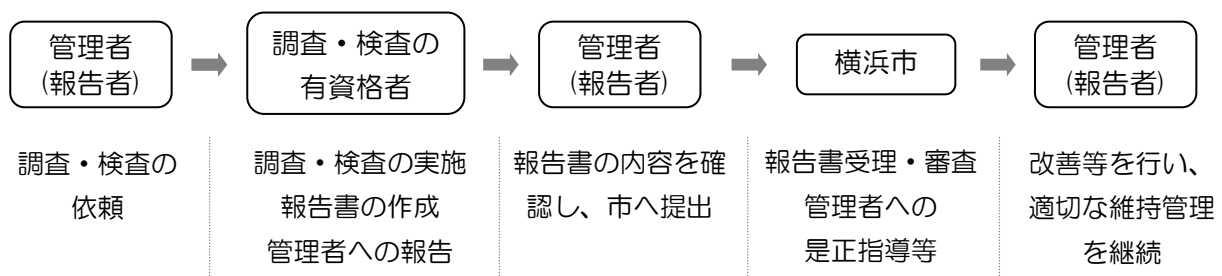 管理者
(報告者)
調査・検査の
有資格者
管理者
(報告者)
横浜市
管理者
(報告者)
調査・検査の
依頼
調査・検査の実施
報告書の作成
管理者への報告
報告書の内容を確
認し、市へ提出
報告書受理・審査
管理者への
是正指導等
改善等を行い、
適切な維持管理
を継続